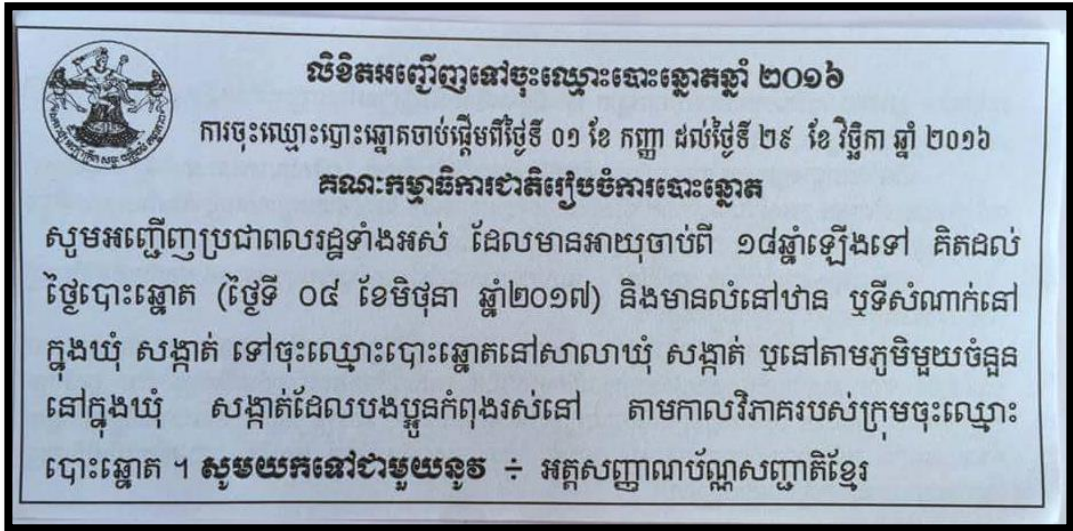 លិខិតអញ្ជើញទៅចុះឈ្មោះបោះឆ្នោតឆ្នាំ ២០១៦
ការចុះឈ្មោះបោះឆ្នោតចាប់ផ្តើមពីថ្ងៃទី ០១ ខែ កញ្ញា ដល់ថ្ងៃទី ២៩ ខែ វិច្ឆិកា ឆ្នាំ ២០១៦
គណៈកម្មាធិការជាតិរៀបចំការបោះឆ្នោត
សូមអញ្ជើញប្រជាពលរដ្ឋទាំងអស់ ដែលមានអាយុចាប់ពី ១៨ឆ្នាំឡើងទៅ គិតដល់
ថ្ងៃបោះឆ្នោត (ថ្ងៃទី ០៤ ខែមិថុនា ឆ្នាំ២០១៧) និងមានលំនៅឋាន ឬទីសំណាក់នៅ
ក្នុងឃុំ សង្កាត់ ទៅចុះឈ្មោះបោះឆ្នោតនៅសាលាឃុំ សង្កាត់ ឬនៅតាមភូមិមួយចំនួន
នៅក្នុងឃុំ សង្កាត់ដែលបងប្អូនកំពុងរស់នៅ តាមកាលវិភាគរបស់ក្រុមចុះឈ្មោះ
បោះឆ្នោត ។ សូមយកទៅជាមួយនូវ ÷ អត្តសញ្ញាណប័ណ្ណសញ្ជាតិខ្មែរ